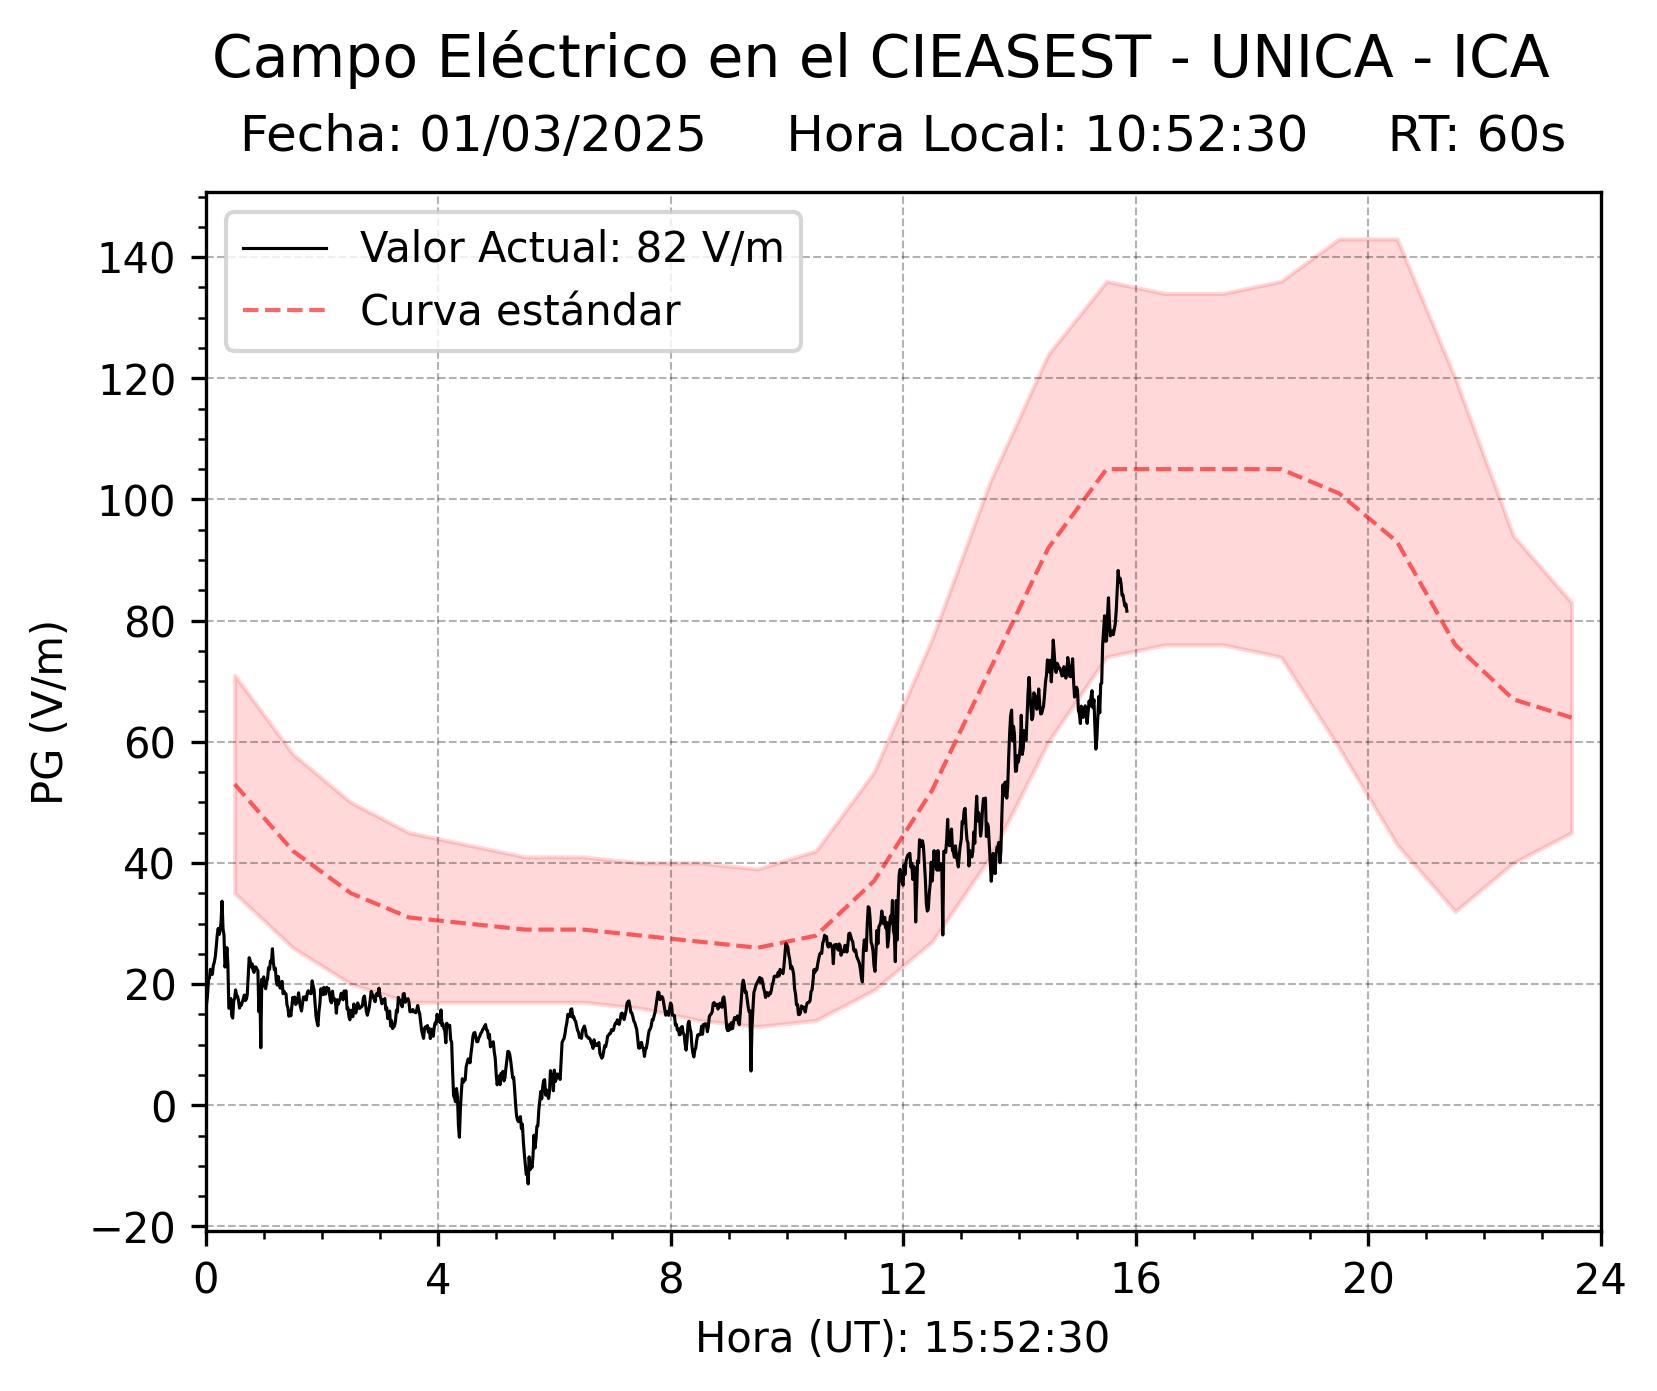 Campo Eléctrico en el CIEASEST - UNICA - ICA
Fecha: 01/03/2025 Hora Local: 10:52:30 RT: 60s
Valor Actual: 82 V/m
Curva estándar
PG (V/m)
140
120
100
80
60
40
20
0
−20
0 4 8 12 16 20 24
Hora (UT): 15:52:30